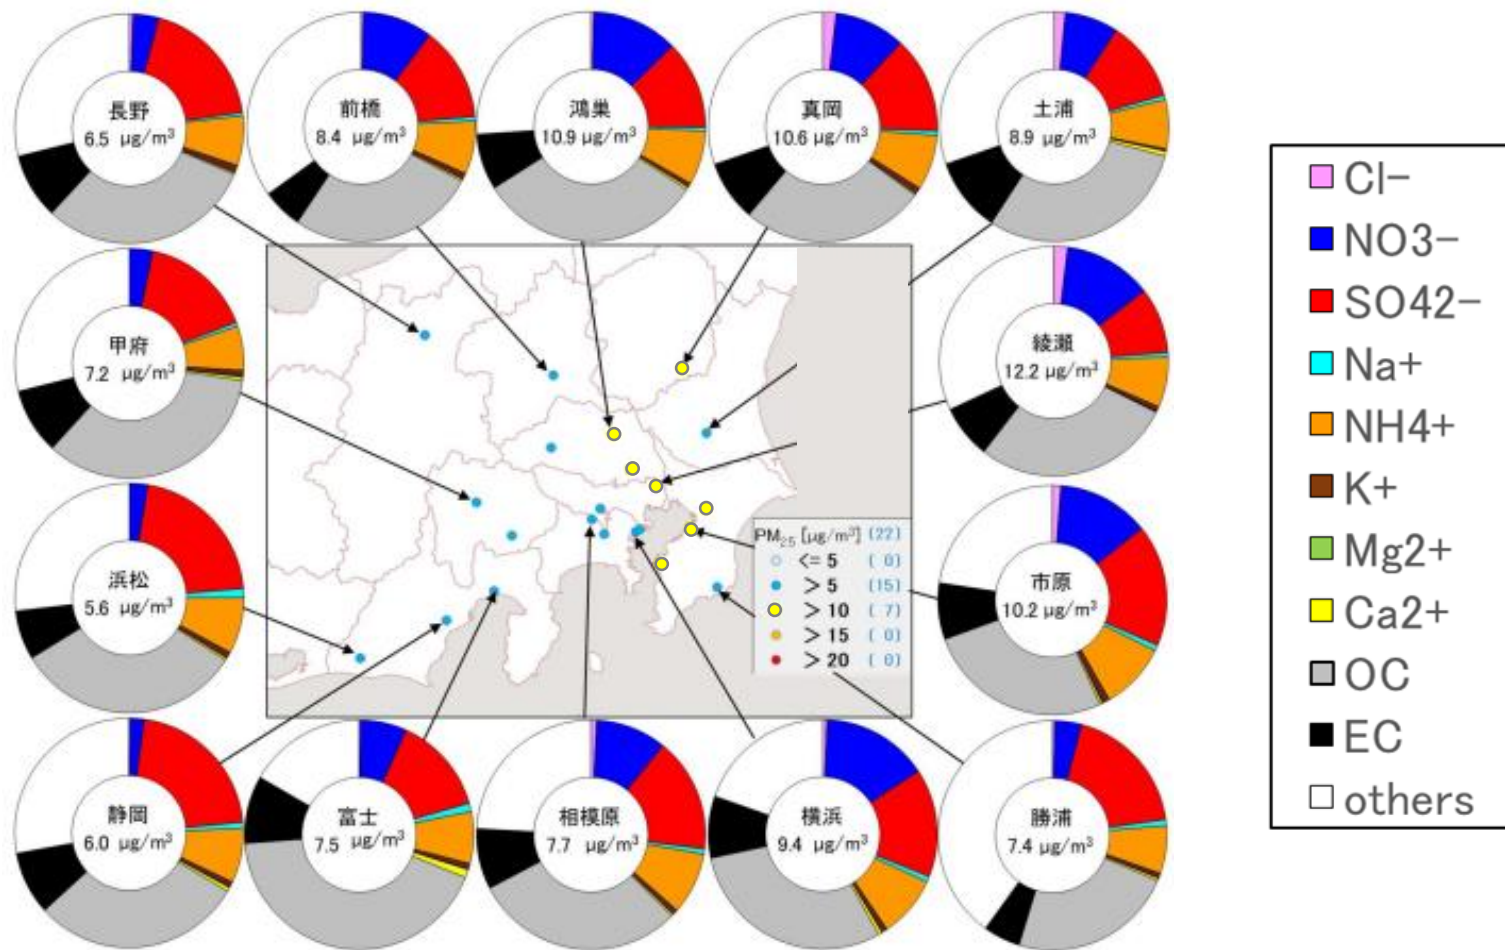 長野
6.5 μg/m³
前橋
8.4 μg/m³
鴻巣
10.9 μg/m³
真岡
10.6 μg/m³
土浦
8.9 μg/m³
甲府
7.2 μg/m³
綾瀬
12.2 μg/m³
浜松
5.6 μg/m³
市原
10.2 μg/m³
静岡
6.0 μg/m³
富士
7.5 μg/m³
相模原
7.7 μg/m³
横浜
9.4 μg/m³
勝浦
7.4 μg/m³
PM2.5 [μg/m³] (22)
<= 5 ( 0)
> 5 (15)
> 10 ( 7)
> 15 ( 0)
> 20 ( 0)
Cl-
NO3-
SO42-
Na+
NH4+
K+
Mg2+
Ca2+
OC
EC
others